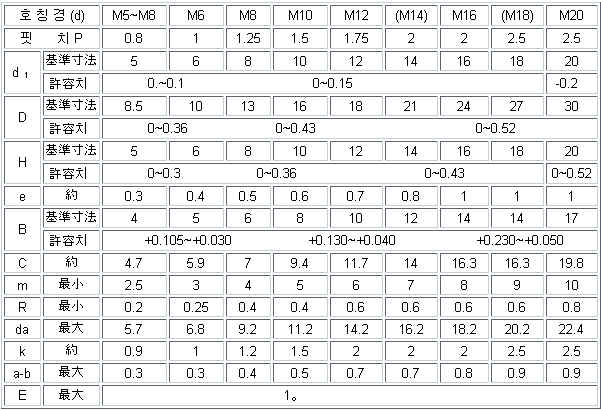 호 칭 경 (d) M5~M8 M6 M8 M10 M12 (M14) M16 (M18) M20
핏 치 P 0.8 1 1.25 1.5 1.75 2 2 2.5 2.5
d₁ 基準寸法 5 6 8 10 12 14 16 18 20
許容치 0.~0.1 0~0.15 -0.2
D 基準寸法 8.5 10 13 16 18 21 24 27 30
許容치 0~0.36 0~0.43 0~0.52
H 基準寸法 5 6 8 10 12 14 16 18 20
許容치 0~0.3 0~0.36 0~0.43 0~0.52
e 約 0.3 0.4 0.5 0.6 0.7 0.8 1 1 1
B 基準寸法 4 5 6 8 10 12 14 14 17
許容치 +0.105~+0.030 +0.130~+0.040 +0.230~+0.050
C 約 4.7 5.9 7 9.4 11.7 14 16.3 16.3 19.8
m 最小 2.5 3 4 5 6 7 8 9 10
R 最小 0.2 0.25 0.4 0.4 0.6 0.6 0.6 0.6 0.8
da 最大 5.7 6.8 9.2 11.2 14.2 16.2 18.2 20.2 22.4
k 約 0.9 1 1.2 1.5 2 2 2 2.5 2.5
a-b 最大 0.3 0.3 0.4 0.5 0.7 0.7 0.8 0.9 0.9
E 最大 1。